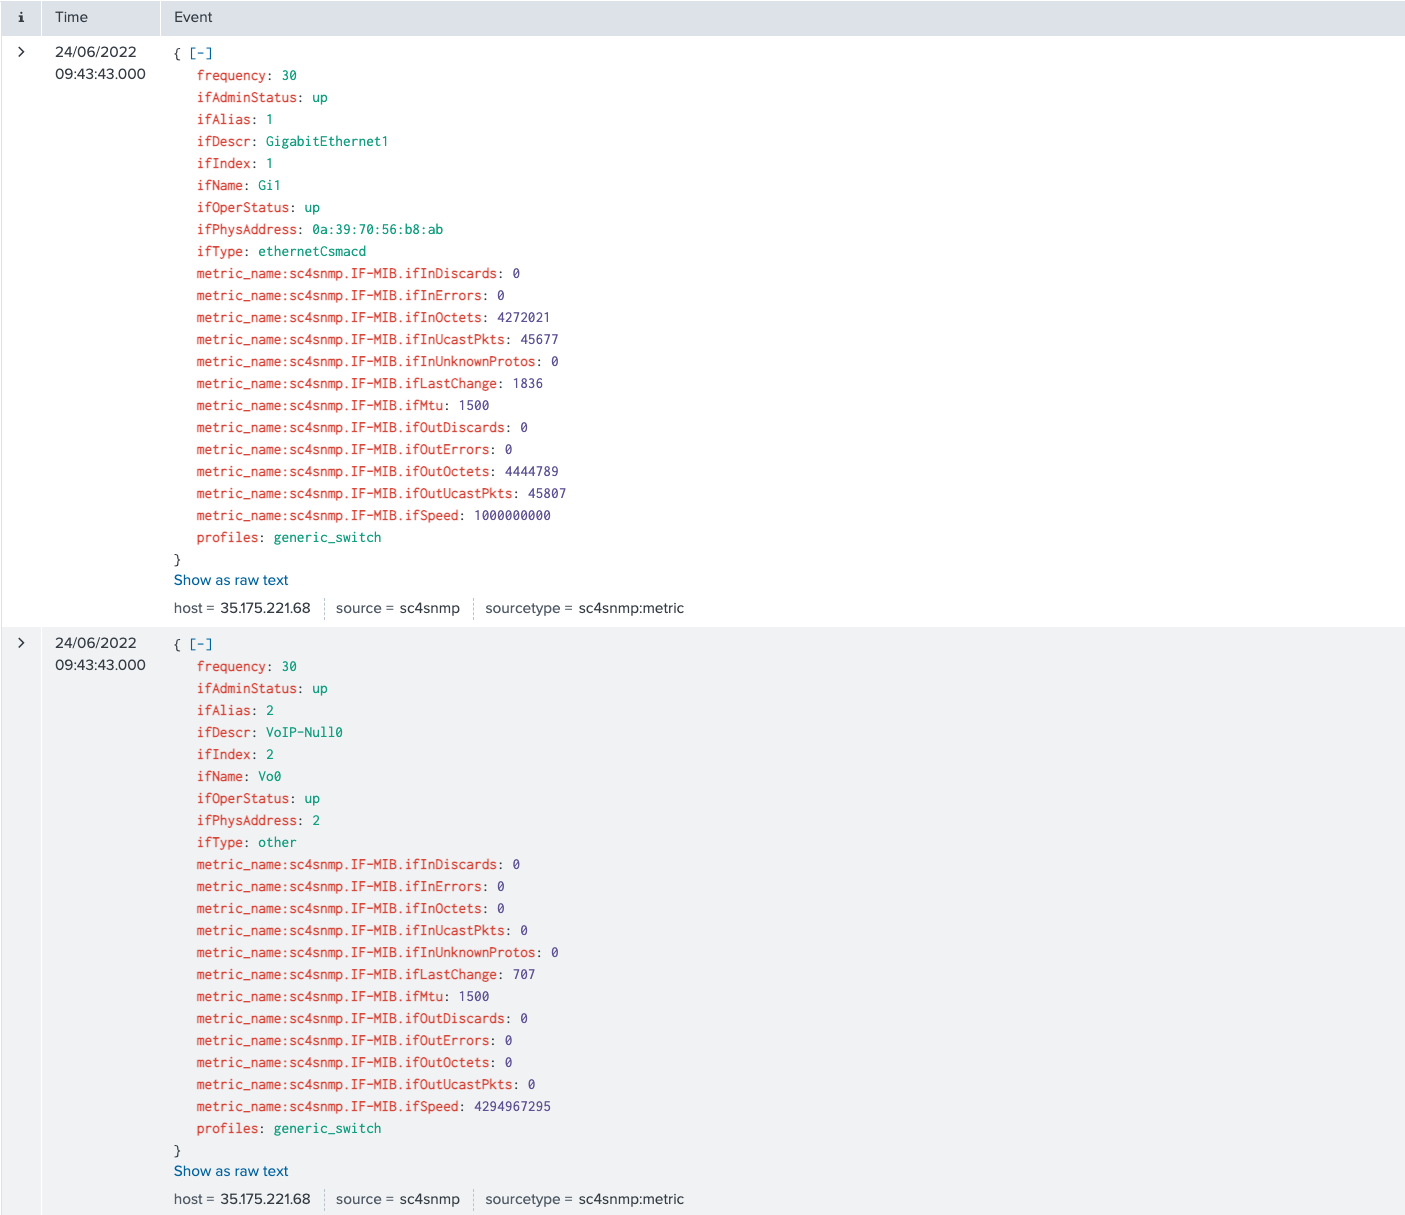 i Time Event
> 24/06/2022 09:43:43.000 { [-]
frequency: 30
ifAdminStatus: up
ifAlias: 1
ifDescr: GigabitEthernet1
ifIndex: 1
ifName: Gi1
ifOperStatus: up
ifPhysAddress: 0a:39:70:56:b8:ab
ifType: ethernetCsmacd
metric_name:sc4snmp.IF-MIB.ifInDiscards: 0
metric_name:sc4snmp.IF-MIB.ifInErrors: 0
metric_name:sc4snmp.IF-MIB.ifInOctets: 4272021
metric_name:sc4snmp.IF-MIB.ifInUcastPkts: 45677
metric_name:sc4snmp.IF-MIB.ifInUnknownProtos: 0
metric_name:sc4snmp.IF-MIB.ifLastChange: 1836
metric_name:sc4snmp.IF-MIB.ifMtu: 1500
metric_name:sc4snmp.IF-MIB.ifOutDiscards: 0
metric_name:sc4snmp.IF-MIB.ifOutErrors: 0
metric_name:sc4snmp.IF-MIB.ifOutOctets: 4444789
metric_name:sc4snmp.IF-MIB.ifOutUcastPkts: 45807
metric_name:sc4snmp.IF-MIB.ifSpeed: 1000000000
profiles: generic_switch
}
Show as raw text
host = 35.175.221.68 source = sc4snmp sourcetype = sc4snmp:metric
> 24/06/2022 09:43:43.000 { [-]
frequency: 30
ifAdminStatus: up
ifAlias: 2
ifDescr: VoIP-Null0
ifIndex: 2
ifName: Vo0
ifOperStatus: up
ifPhysAddress: 2
ifType: other
metric_name:sc4snmp.IF-MIB.ifInDiscards: 0
metric_name:sc4snmp.IF-MIB.ifInErrors: 0
metric_name:sc4snmp.IF-MIB.ifInOctets: 0
metric_name:sc4snmp.IF-MIB.ifInUcastPkts: 0
metric_name:sc4snmp.IF-MIB.ifInUnknownProtos: 0
metric_name:sc4snmp.IF-MIB.ifLastChange: 707
metric_name:sc4snmp.IF-MIB.ifMtu: 1500
metric_name:sc4snmp.IF-MIB.ifOutDiscards: 0
metric_name:sc4snmp.IF-MIB.ifOutErrors: 0
metric_name:sc4snmp.IF-MIB.ifOutOctets: 0
metric_name:sc4snmp.IF-MIB.ifOutUcastPkts: 0
metric_name:sc4snmp.IF-MIB.ifSpeed: 4294967295
profiles: generic_switch
}
Show as raw text
host = 35.175.221.68 source = sc4snmp sourcetype = sc4snmp:metric